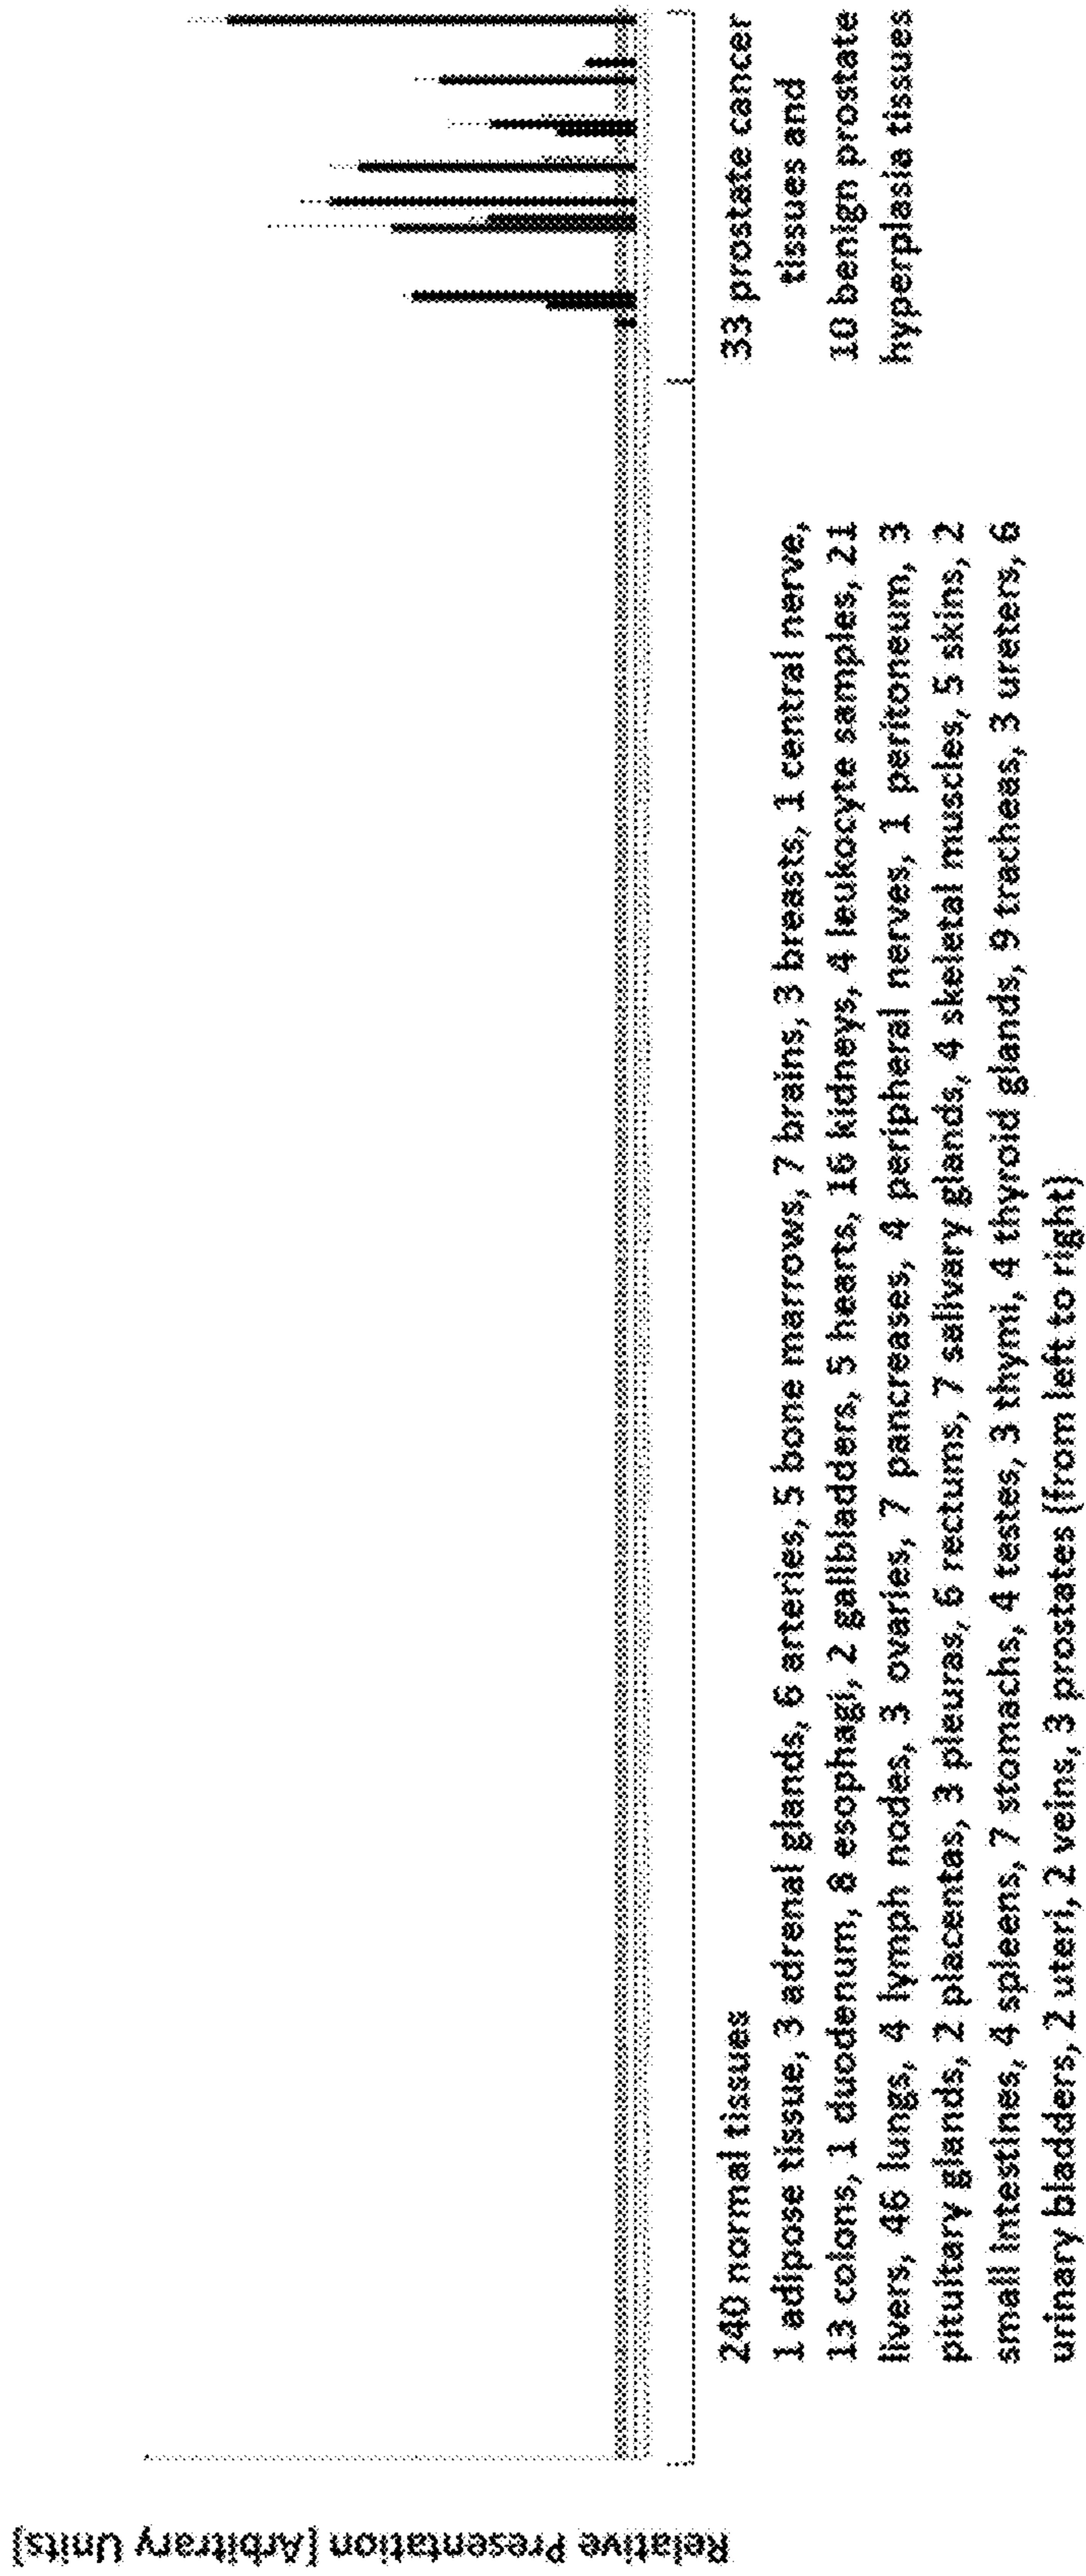 Relative Presentation [Arbitrary Units]
240 normal tissues
1 adipose tissue, 3 adrenal glands, 6 arteries, 5 bone marrows, 7 brains, 3 breasts, 1 central nerve,
13 colons, 1 duodenum, 8 esophagi, 2 gallbladders, 5 hearts, 16 kidneys, 4 leukocyte samples, 21
livers, 46 lungs, 4 lymph nodes, 3 ovaries, 7 pancreases, 4 peripheral nerves, 1 peritoneum, 3
pituitary glands, 2 placentas, 3 pleuras, 6 rectums, 7 salivary glands, 4 skeletal muscles, 5 skins, 2
small intestines, 4 spleens, 7 stomachs, 4 testes, 3 thymi, 4 thyroid glands, 9 tracheas, 3 ureters, 6
urinary bladders, 2 uteri, 2 veins, 3 prostates (from left to right)
33 prostate cancer
tissues and
10 benign prostate
hyperplasia tissues